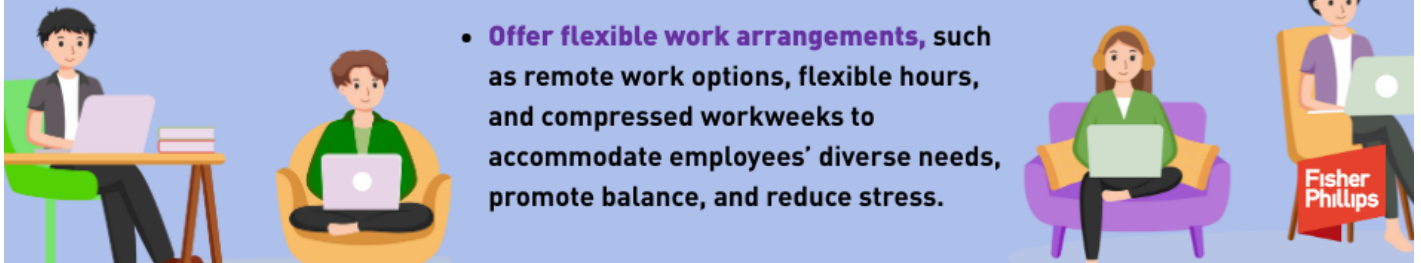 • Offer flexible work arrangements, such
as remote work options, flexible hours,
and compressed workweeks to
accommodate employees’ diverse needs,
promote balance, and reduce stress.
Fisher
Phillips